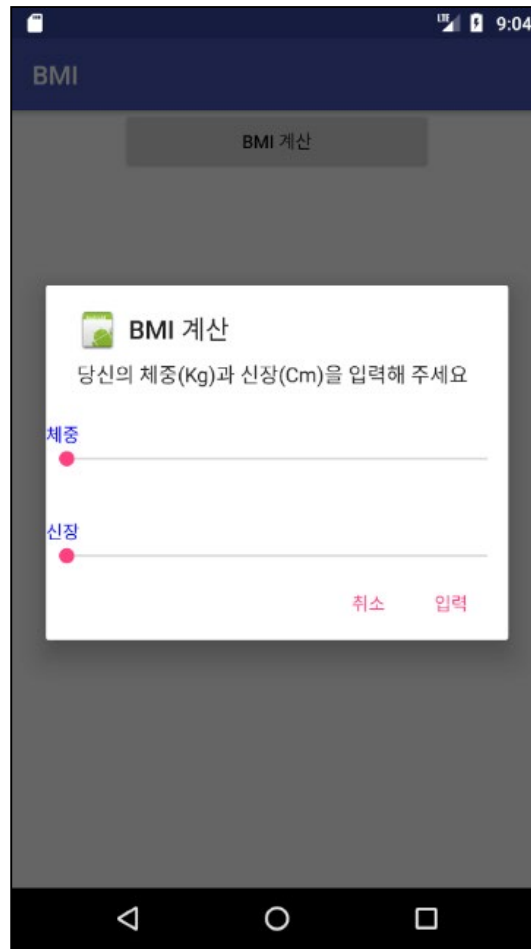 LTE 9:04
BMI
BMI 계산
BMI 계산
당신의 체중(Kg)과 신장(Cm)을 입력해 주세요
체중
신장
취소 입력